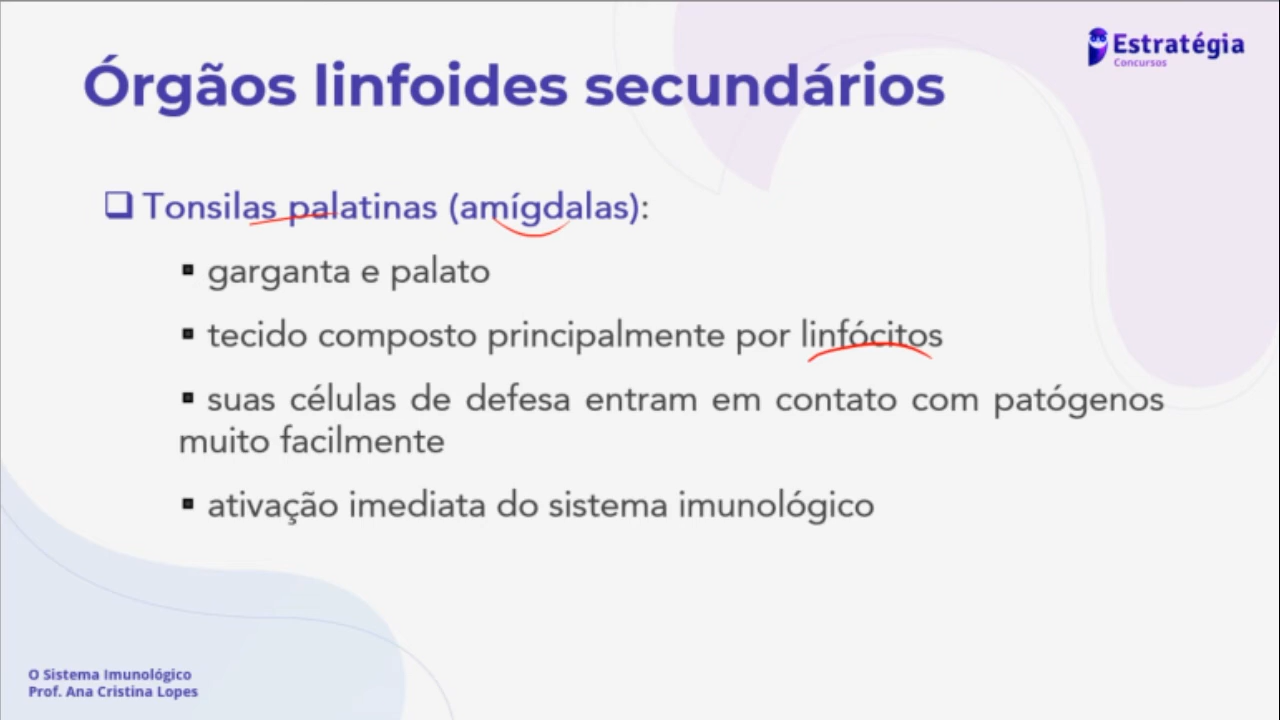 Estratégia
Concursos
Órgãos linfoides secundários
❑ Tonsilas palatinas (amígdalas):
▪ garganta e palato
▪ tecido composto principalmente por linfócitos
▪ suas células de defesa entram em contato com patógenos
muito facilmente
▪ ativação imediata do sistema imunológico
O Sistema Imunológico
Prof. Ana Cristina Lopes